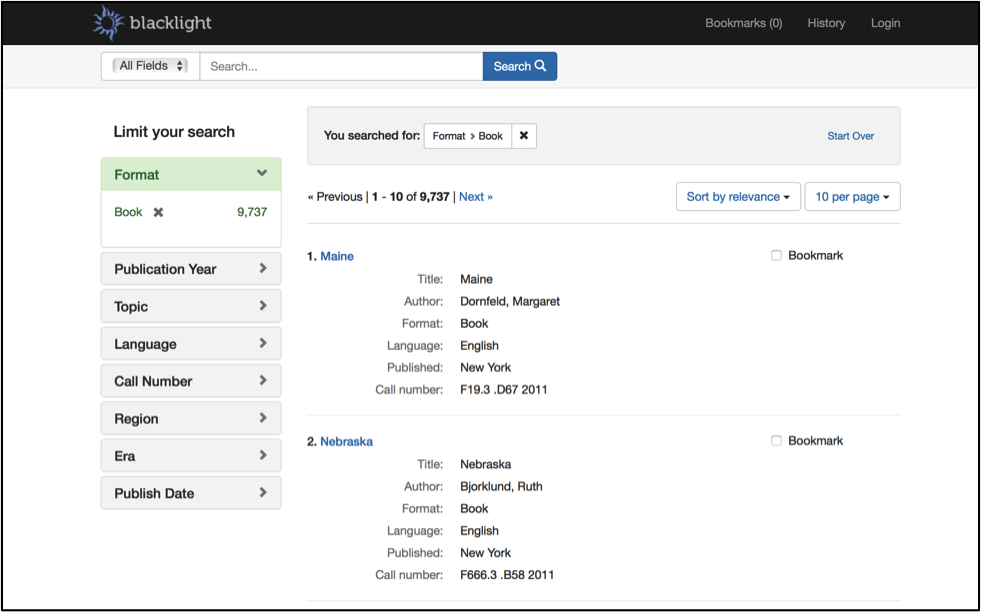 blacklight
Bookmarks (0) History Login
All Fields Search... Search
Limit your search
Format
Book ✖ 9,737
Publication Year
Topic
Language
Call Number
Region
Era
Publish Date
You searched for: Format > Book ✖ Start Over
« Previous | 1 - 10 of 9,737 | Next » Sort by relevance 10 per page
1. Maine Bookmark
Title: Maine
Author: Dornfeld, Margaret
Format: Book
Language: English
Published: New York
Call number: F19.3 .D67 2011
2. Nebraska Bookmark
Title: Nebraska
Author: Bjorklund, Ruth
Format: Book
Language: English
Published: New York
Call number: F666.3 .B58 2011